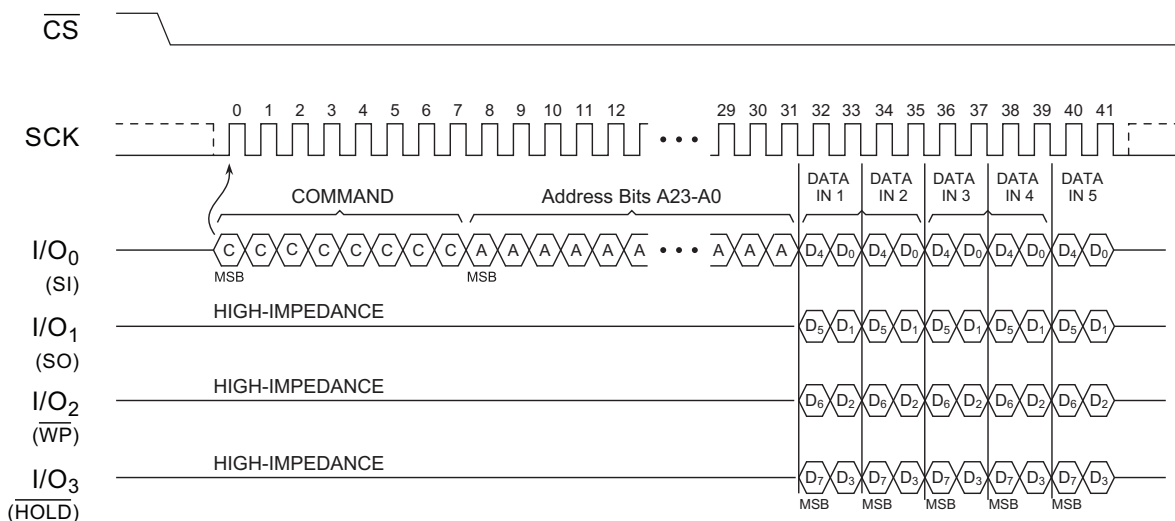 CS
0 1 2 3 4 5 6 7 8 9 10 11 12 29 30 31 32 33 34 35 36 37 38 39 40 41
SCK
DATA IN 1 DATA IN 2 DATA IN 3 DATA IN 4 DATA IN 5
COMMAND Address Bits A23-A0
I/O0 C C C C C C C C A A A A A A A A A D4 D0 D4 D0 D4 D0 D4 D0 D4 D0
(SI) MSB MSB
HIGH-IMPEDANCE
I/O1 D5 D1 D5 D1 D5 D1 D5 D1 D5 D1
(SO)
HIGH-IMPEDANCE
I/O2 D6 D2 D6 D2 D6 D2 D6 D2 D6 D2
(WP)
HIGH-IMPEDANCE
I/O3 D7 D3 D7 D3 D7 D3 D7 D3 D7 D3
(HOLD) MSB MSB MSB MSB MSB